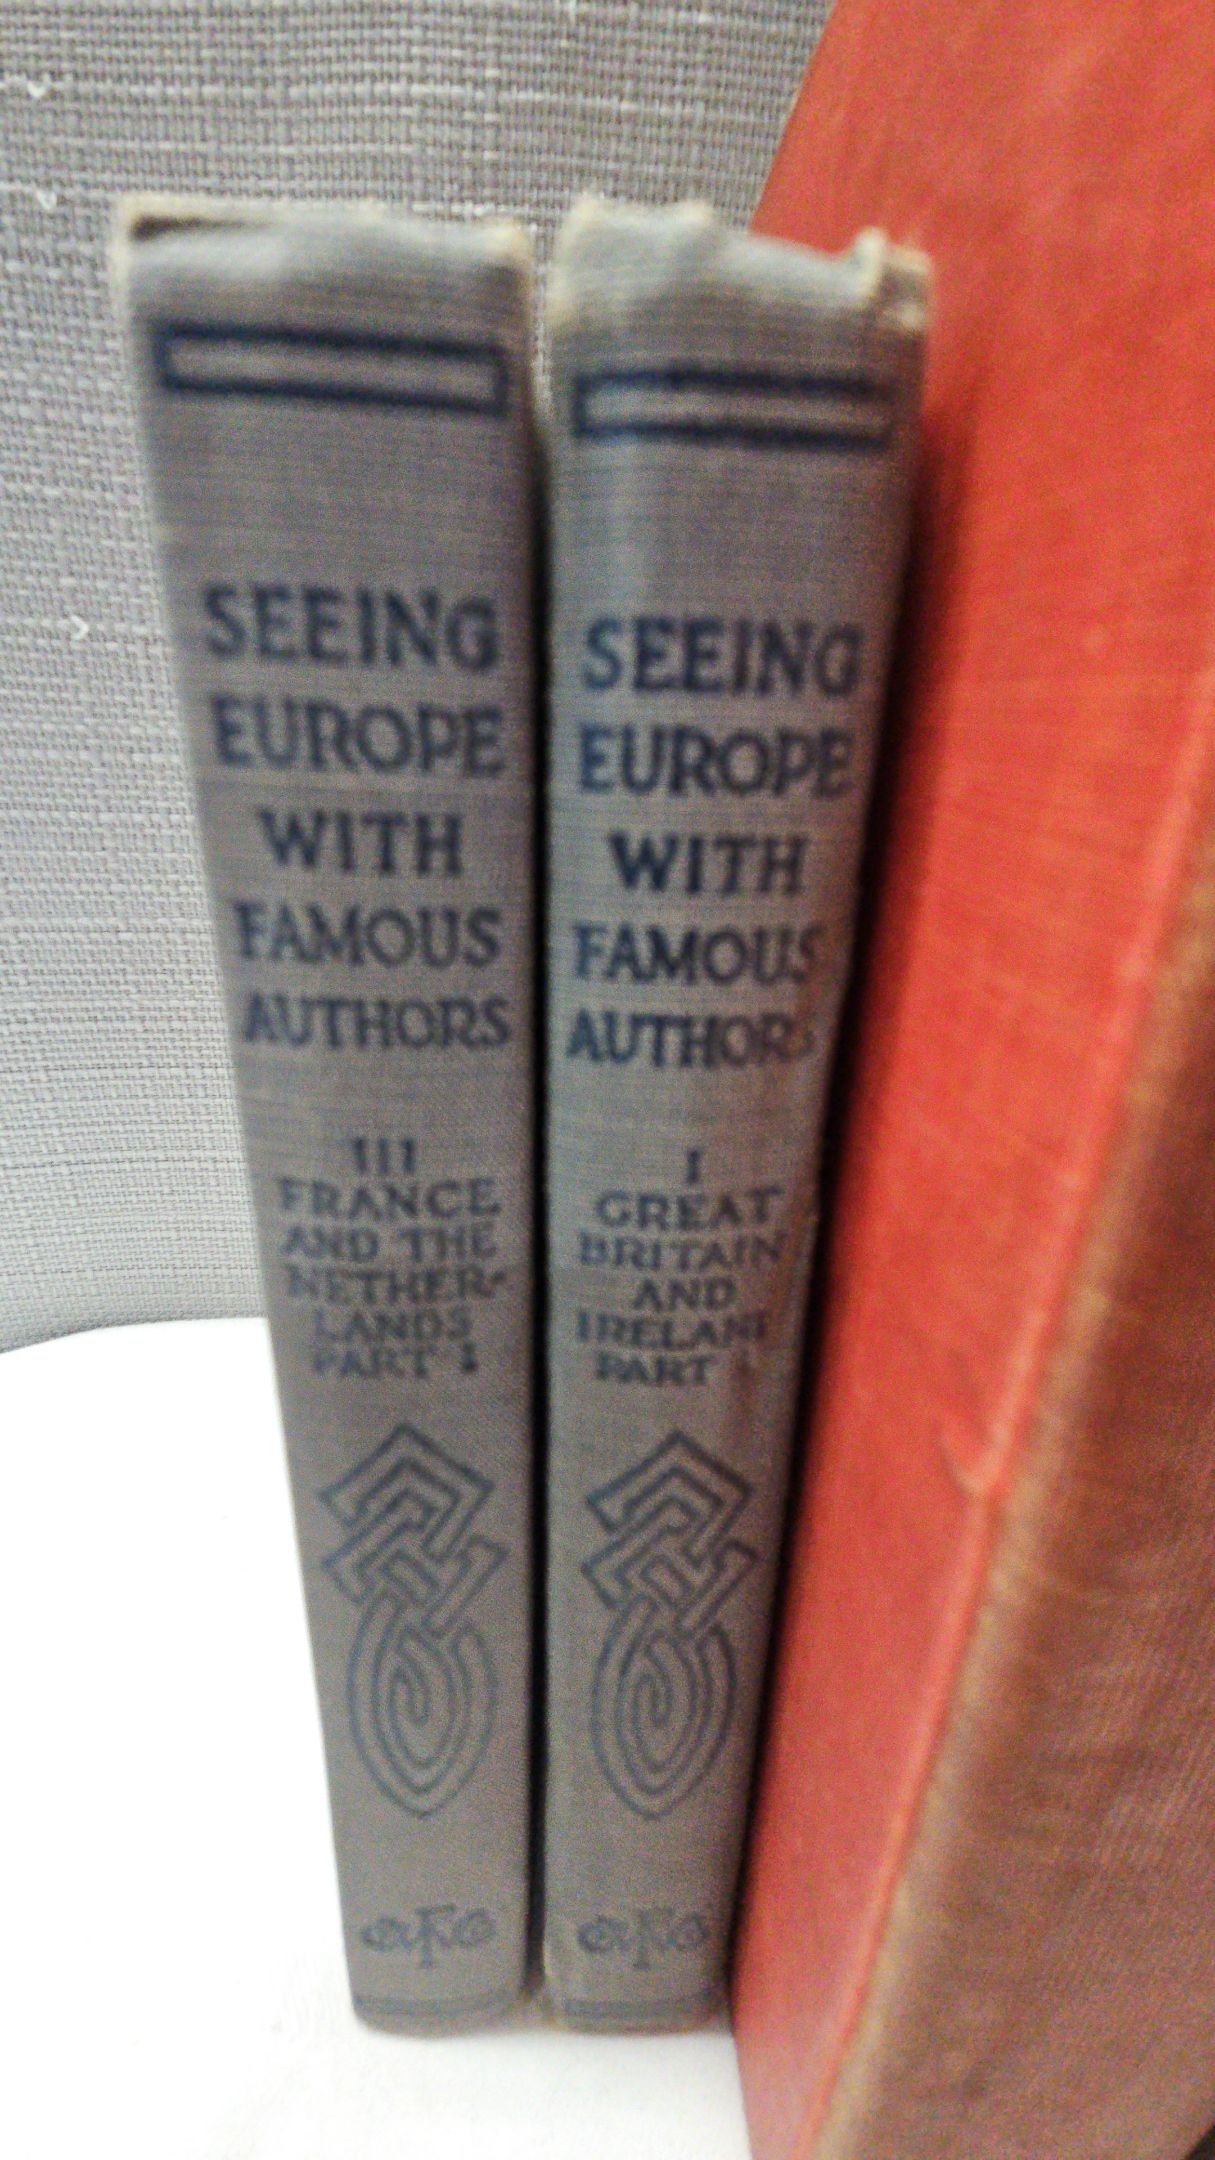 SEEING
EUROPE
WITH
FAMOUS
AUTHORS
III
FRANCE
AND THE
NETHER-
LANDS
PART I
SEEING
EUROPE
WITH
FAMOUS
AUTHORS
I
GREAT
BRITAIN
AND
IRELAND
PART